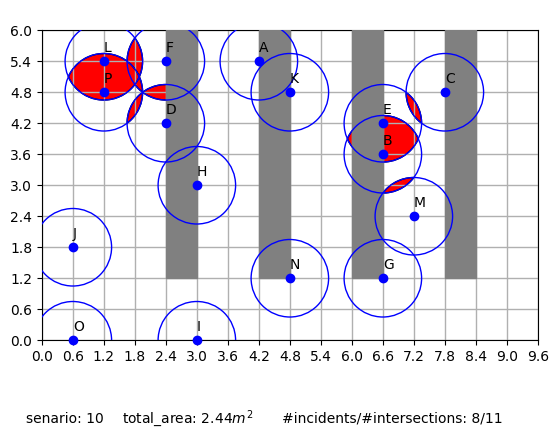 6.0
L F A
5.4
P K C
4.8
D E
4.2
B
3.6
H
3.0
M
2.4
J
1.8
N G
1.2
0.6
O I
0.0
0.0 0.6 1.2 1.8 2.4 3.0 3.6 4.2 4.8 5.4 6.0 6.6 7.2 7.8 8.4 9.0 9.6
senario: 10 total_area: 2.44m² #incidents/#intersections: 8/11